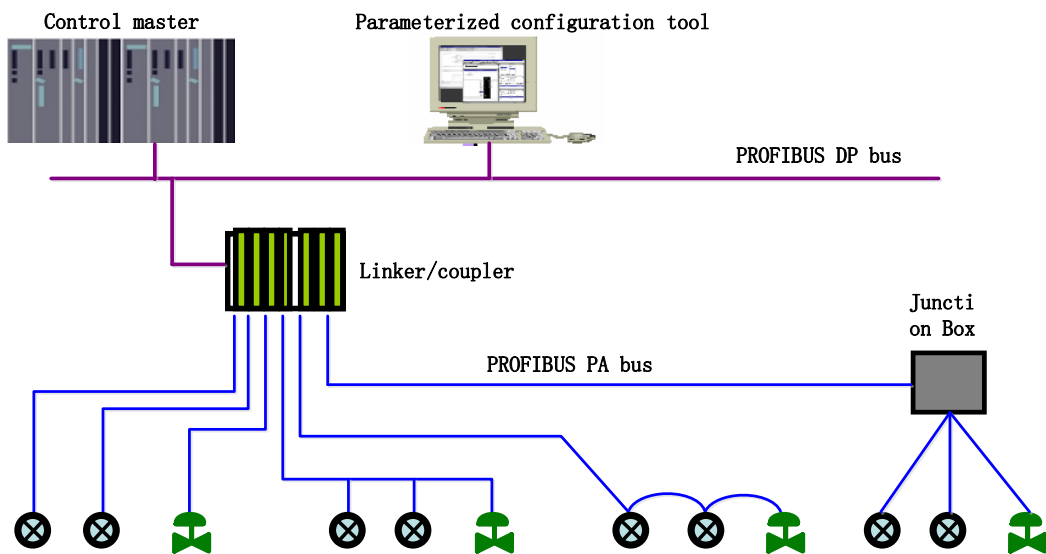 Control master
Parameterized configuration tool
PROFIBUS DP bus
Linker/coupler
Juncti
on Box
PROFIBUS PA bus